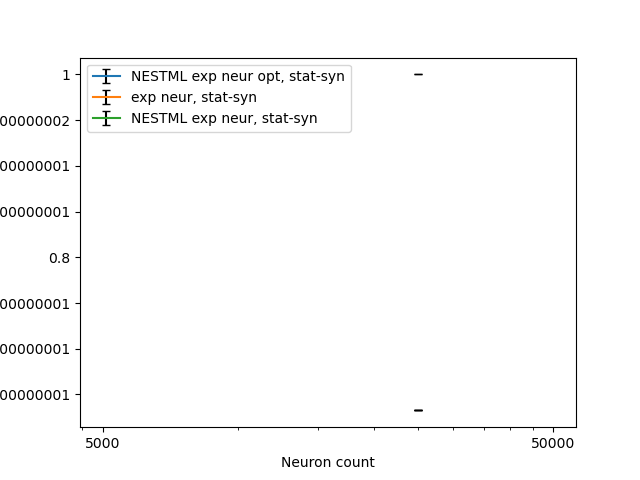 1
NESTML exp neur opt, stat-syn
exp neur, stat-syn
NESTML exp neur, stat-syn
00000002
00000001
00000001
0.8
00000001
00000001
00000001
5000
50000
Neuron count